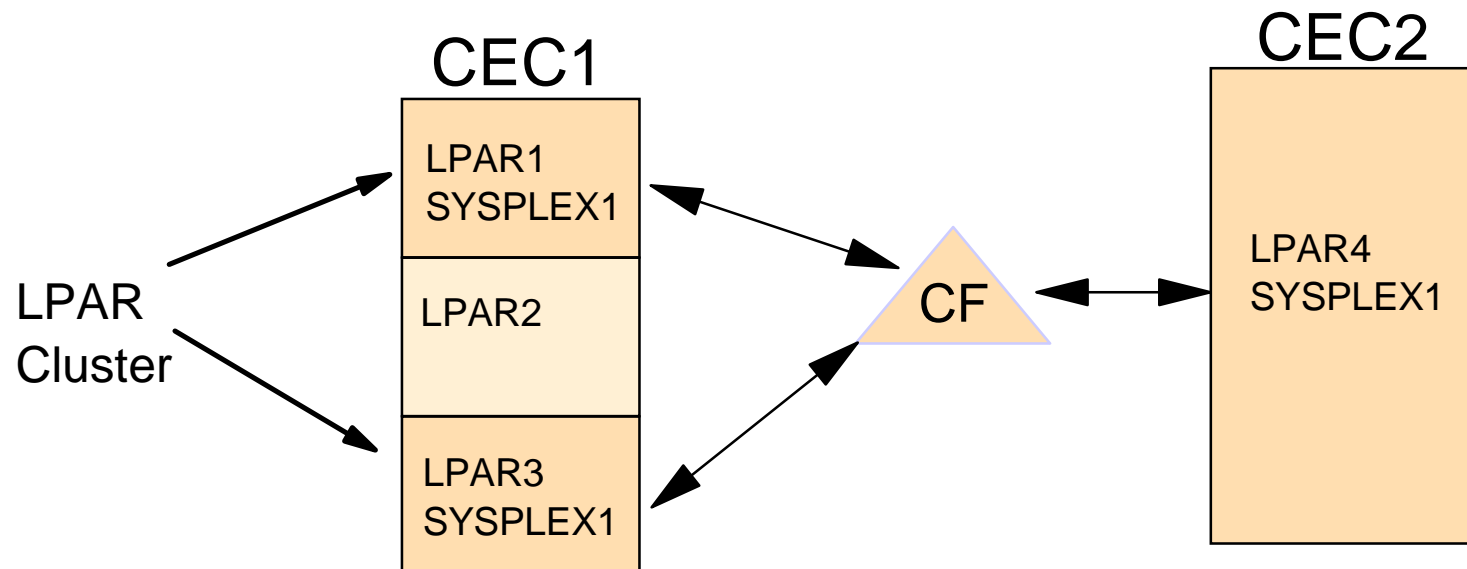 CEC1
CEC2
LPAR1
SYSPLEX1
LPAR
Cluster
LPAR2
LPAR3
SYSPLEX1
CF
LPAR4
SYSPLEX1